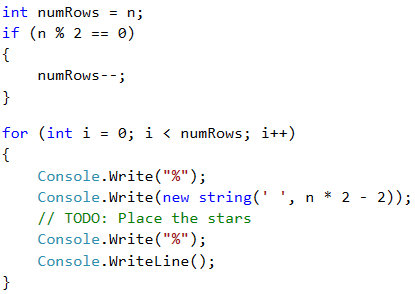 int numRows = n;
if (n % 2 == 0)
{
    numRows--;
}

for (int i = 0; i < numRows; i++)
{
    Console.Write("%");
    Console.Write(new string(' ', n * 2 - 2));
    // TODO: Place the stars
    Console.Write("%");
    Console.WriteLine();
}